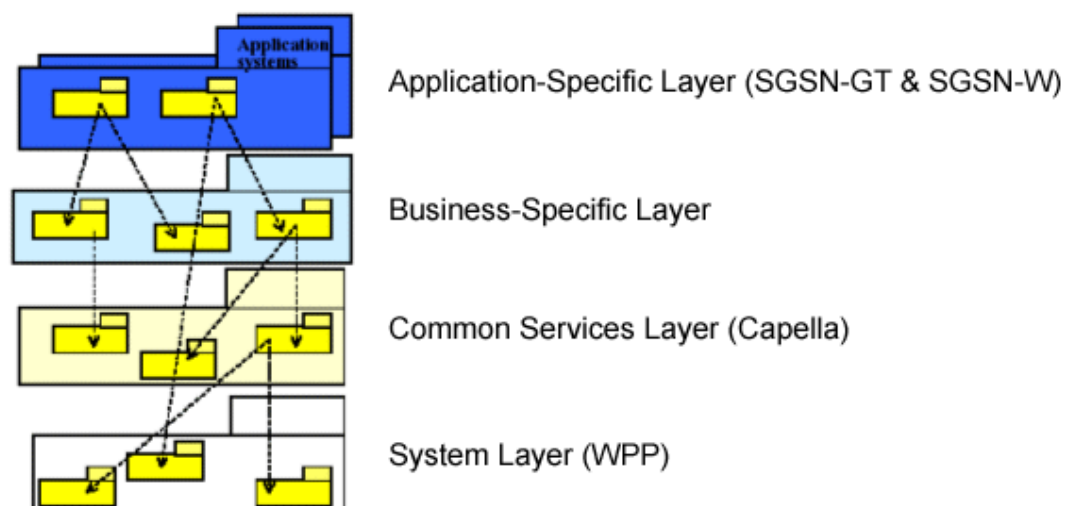 Application
systems
Application-Specific Layer (SGSN-GT & SGSN-W)
Business-Specific Layer
Common Services Layer (Capella)
System Layer (WPP)